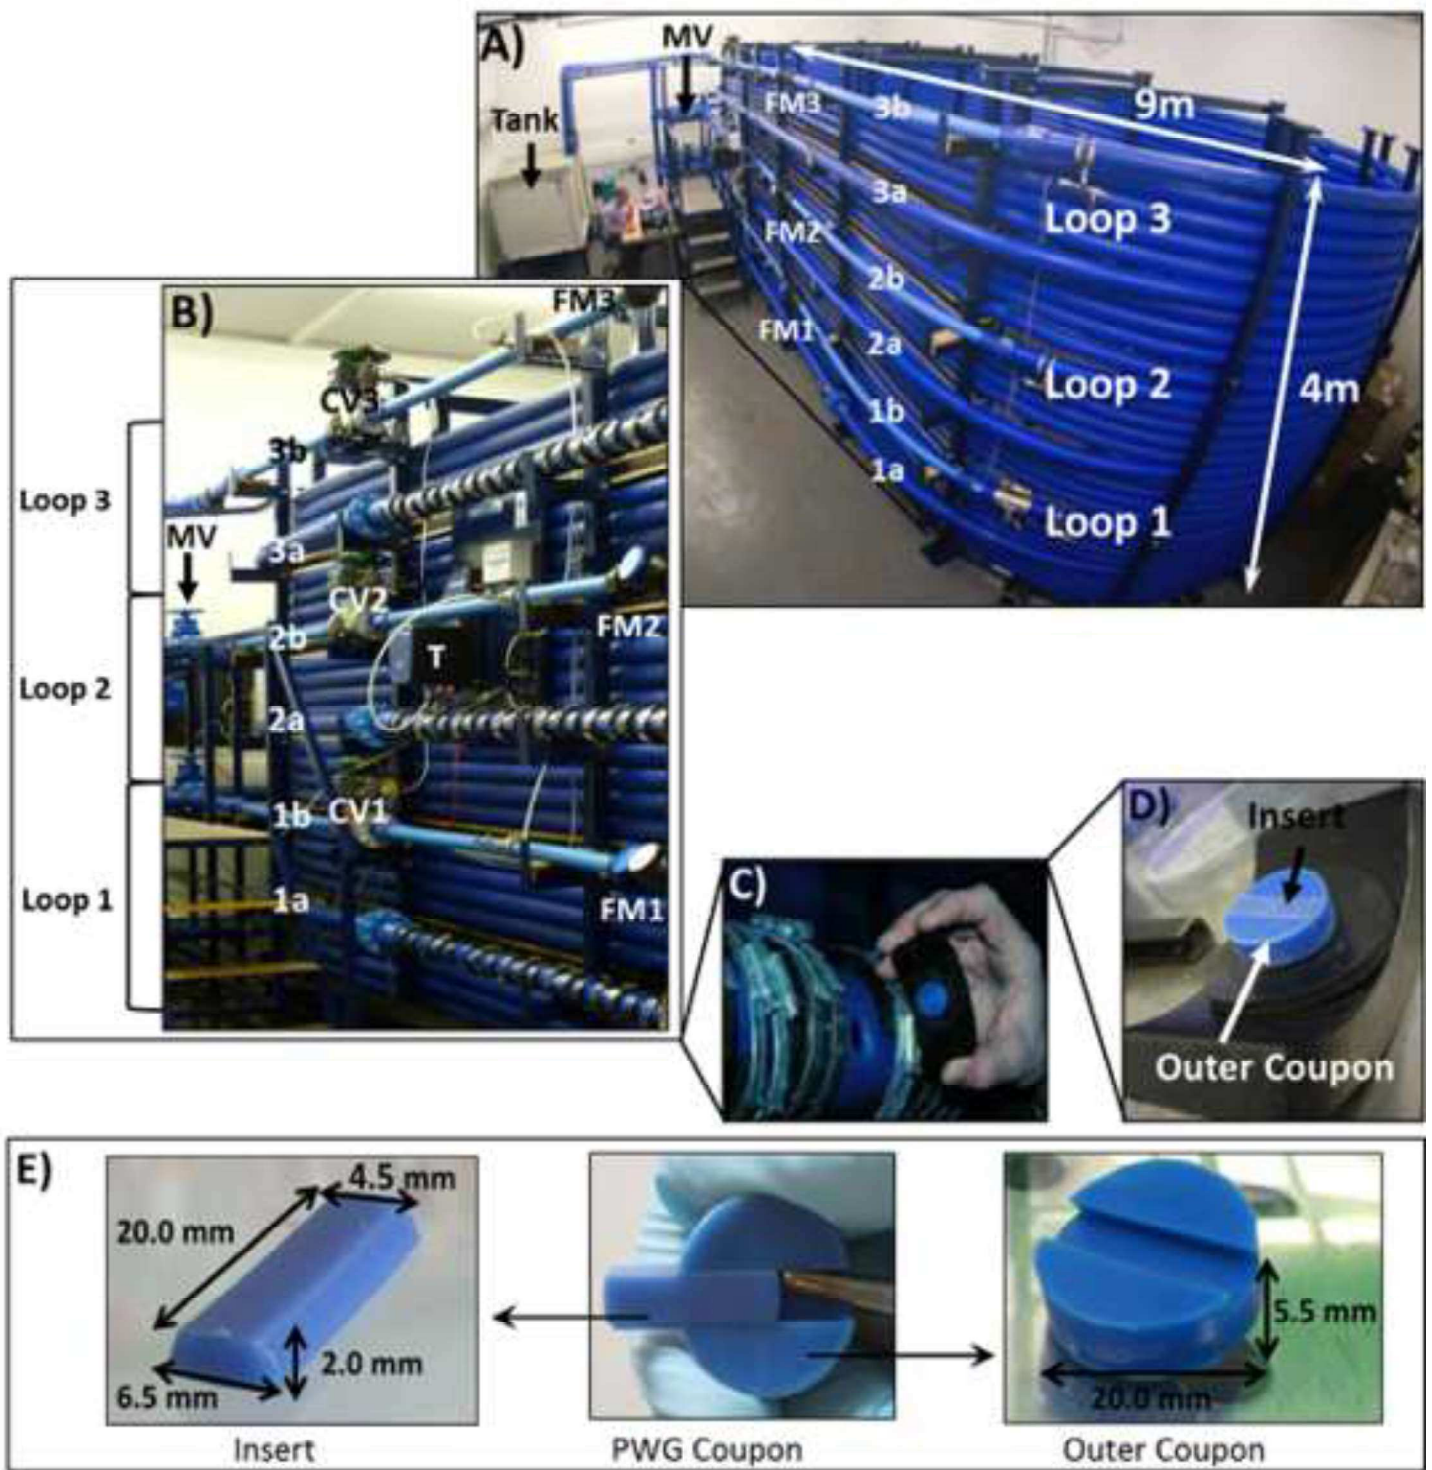 A)
MV
Tank
FM3
3b
9m
3a
Loop 3
FM2
2b
FM1
2a
Loop 2
4m
1b
1a
Loop 1
B)
FM3
CV3
3b
Loop 3
MV
3a
CV2
2b
FM2
T
Loop 2
2a
1b
CV1
Loop 1
1a
FM1
C)
D)
Insert
Outer Coupon
E)
4.5 mm
20.0 mm
2.0 mm
6.5 mm
5.5 mm
20.0 mm
Insert
PWG Coupon
Outer Coupon